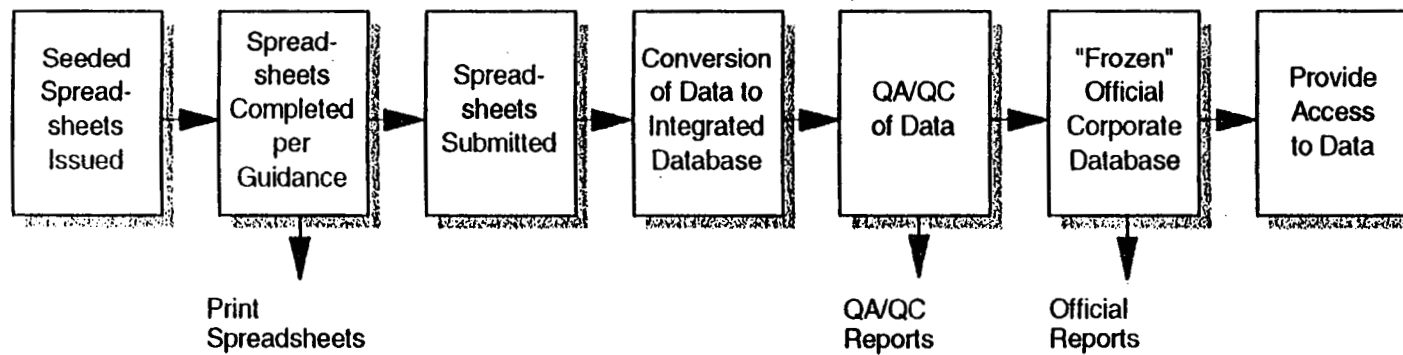 Seeded
Spread-
sheets
Issued
Spread-
sheets
Completed
per
Guidance
Spread-
sheets
Submitted
Conversion
of Data to
Integrated
Database
QA/QC
of Data
"Frozen"
Official
Corporate
Database
Provide
Access
to Data
Print
Spreadsheets
QA/QC
Reports
Official
Reports